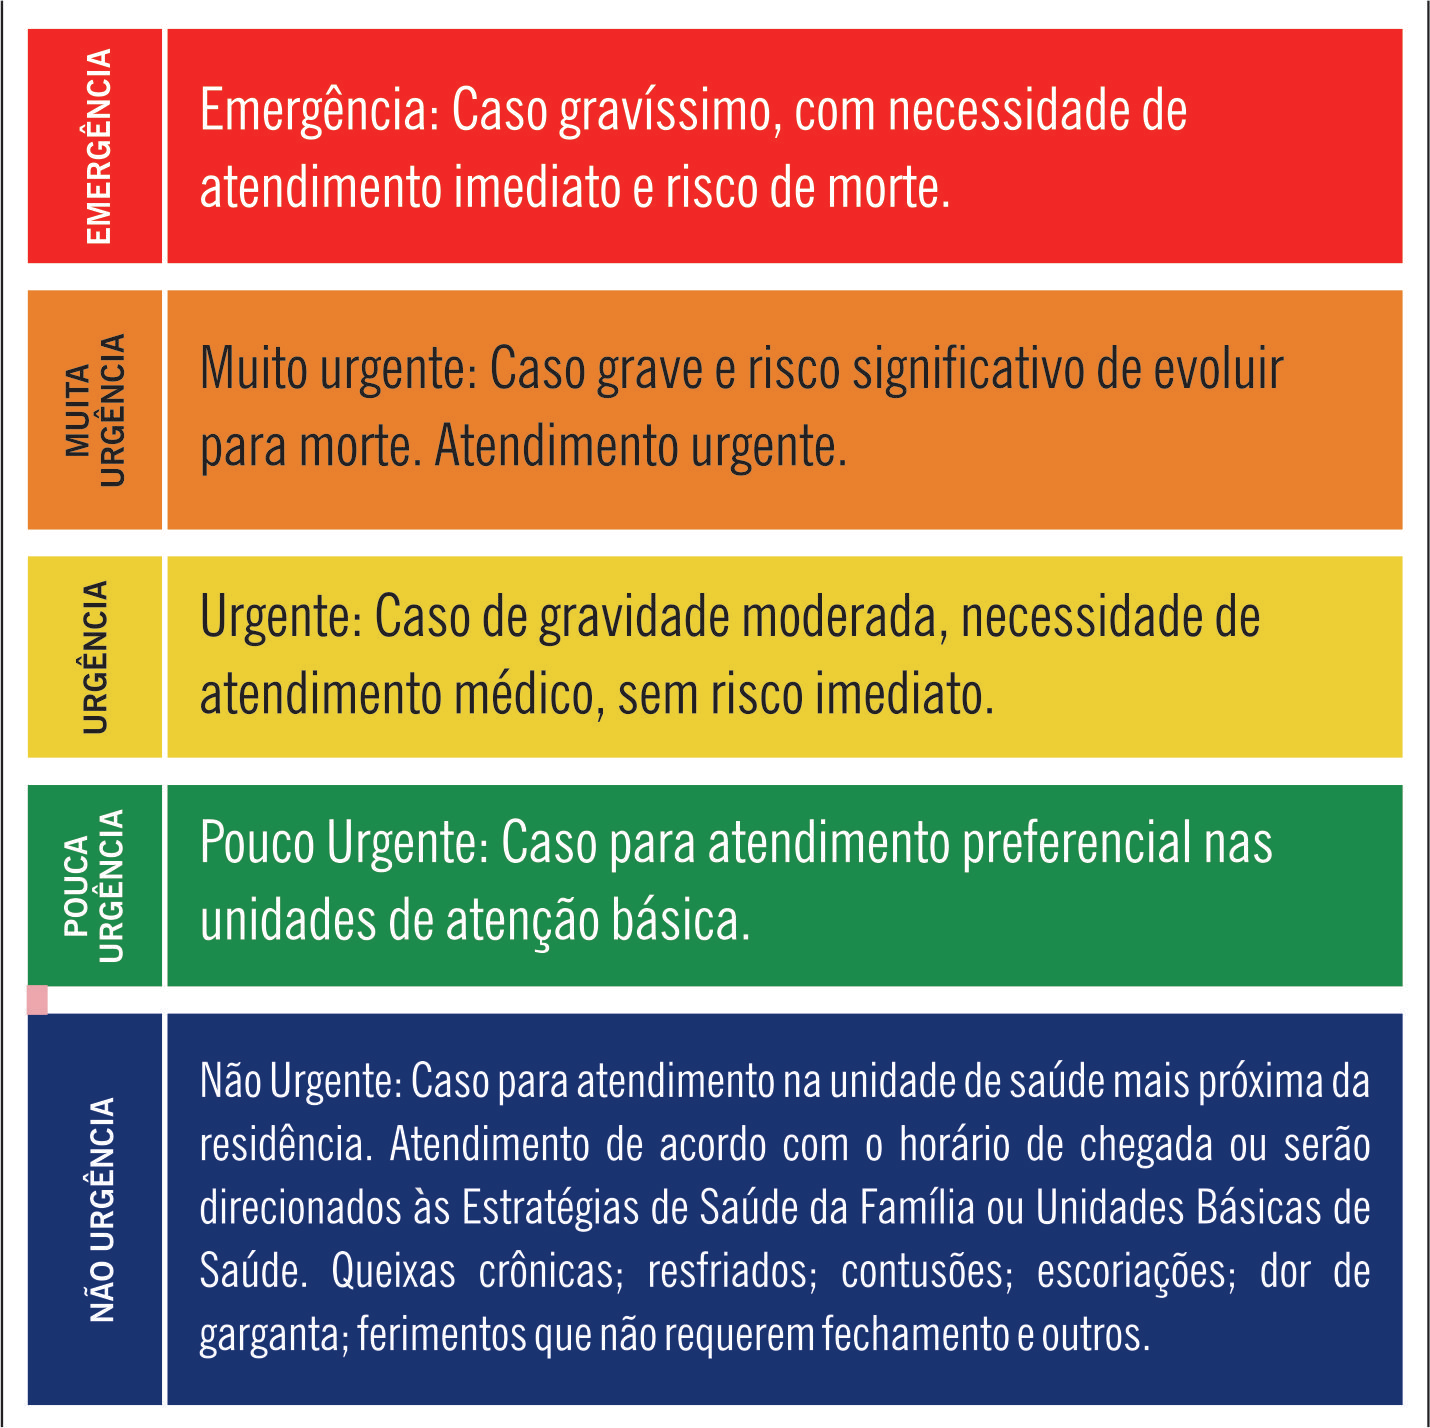 EMERGÊNCIA
Emergência: Caso gravíssimo, com necessidade de
atendimento imediato e risco de morte.
MUITA
URGÊNCIA
Muito urgente: Caso grave e risco significativo de evoluir
para morte. Atendimento urgente.
URGÊNCIA
Urgente: Caso de gravidade moderada, necessidade de
atendimento médico, sem risco imediato.
POUCA
URGÊNCIA
Pouco Urgente: Caso para atendimento preferencial nas
unidades de atenção básica.
NÃO URGÊNCIA
Não Urgente: Caso para atendimento na unidade de saúde mais próxima da
residência. Atendimento de acordo com o horário de chegada ou serão
direcionados às Estratégias de Saúde da Família ou Unidades Básicas de
Saúde. Queixas crônicas; resfriados; contusões; escoriações; dor de
garganta; ferimentos que não requerem fechamento e outros.